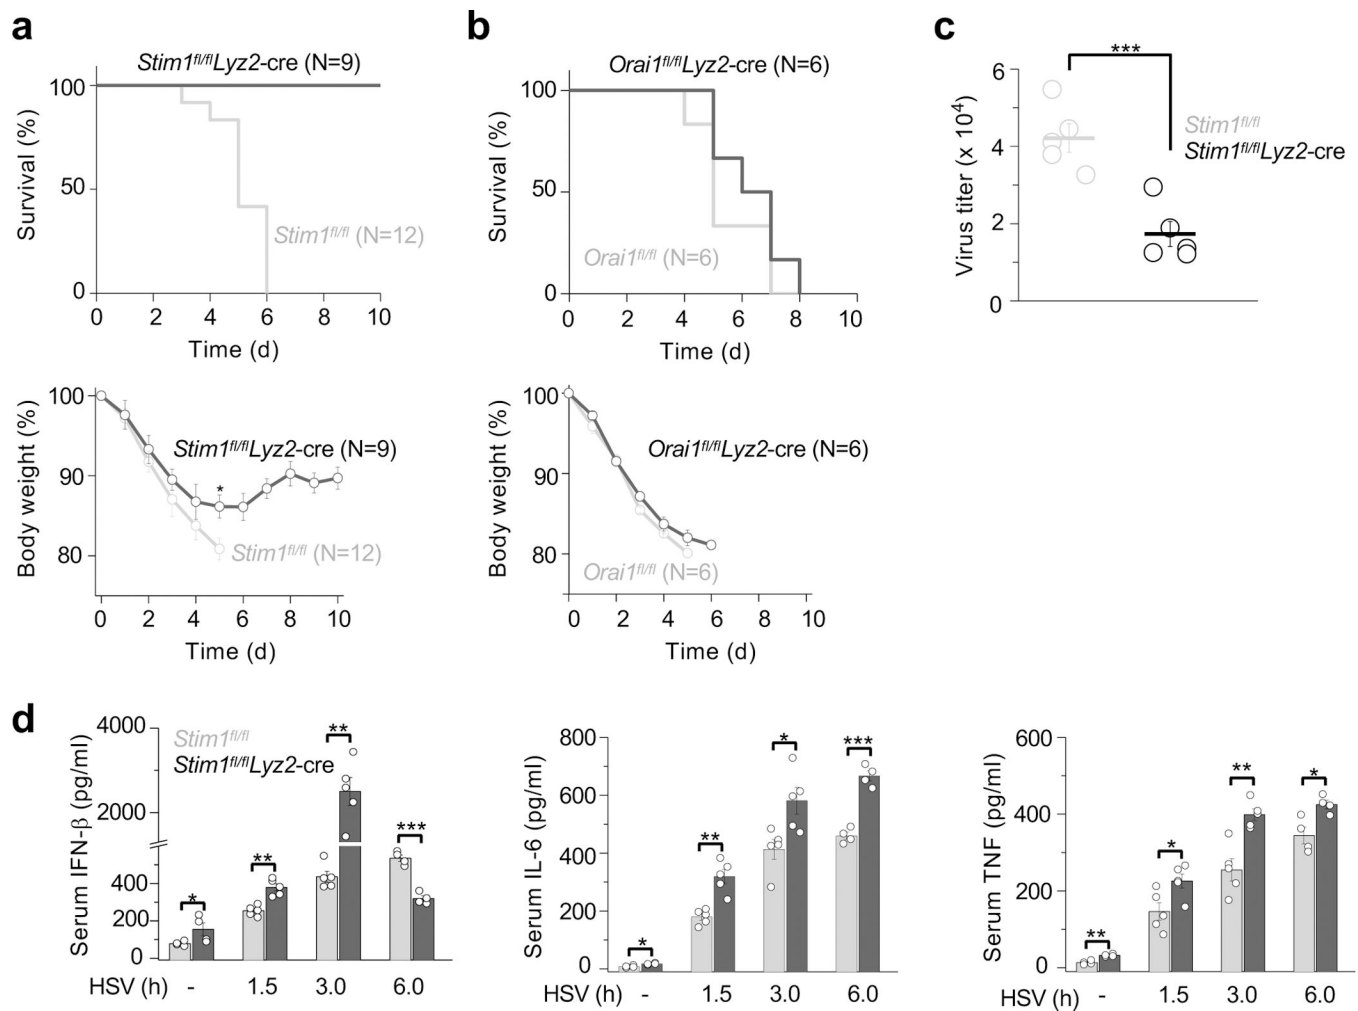 a
Stim1fl/flLyz2-cre (N=9)
100
50
0
Survival (%)
Stim1fl/fl (N=12)
0 2 4 6 8 10
Time (d)
100
90
80
Body weight (%)
Stim1fl/flLyz2-cre (N=9)
*
Stim1fl/fl (N=12)
0 2 4 6 8 10
Time (d)
b
Orai1fl/flLyz2-cre (N=6)
100
50
0
Survival (%)
Orai1fl/fl (N=6)
0 2 4 6 8 10
Time (d)
100
90
80
Body weight (%)
Orai1fl/flLyz2-cre (N=6)
Orai1fl/fl (N=6)
0 2 4 6 8 10
Time (d)
c
***
6
4
2
0
Virus titer (x 10⁴)
Stim1fl/fl
Stim1fl/flLyz2-cre
d
4000
2000
400
200
0
Serum IFN-β (pg/ml)
Stim1fl/fl
Stim1fl/flLyz2-cre
* ** ** ***
HSV (h) - 1.5 3.0 6.0
800
600
400
200
0
Serum IL-6 (pg/ml)
* ** * ***
HSV (h) - 1.5 3.0 6.0
600
400
200
0
Serum TNF (pg/ml)
** * ** *
HSV (h) - 1.5 3.0 6.0